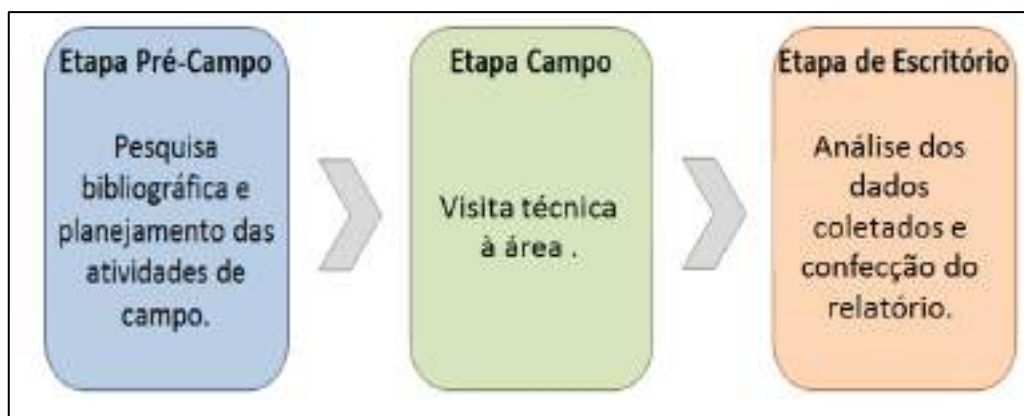 Etapa Pré-Campo
Pesquisa
bibliográfica e
planejamento das
atividades de
campo.
Etapa Campo
Visita técnica
à área .
Etapa de Escritório
Análise dos
dados
coletados e
confecção do
relatório.